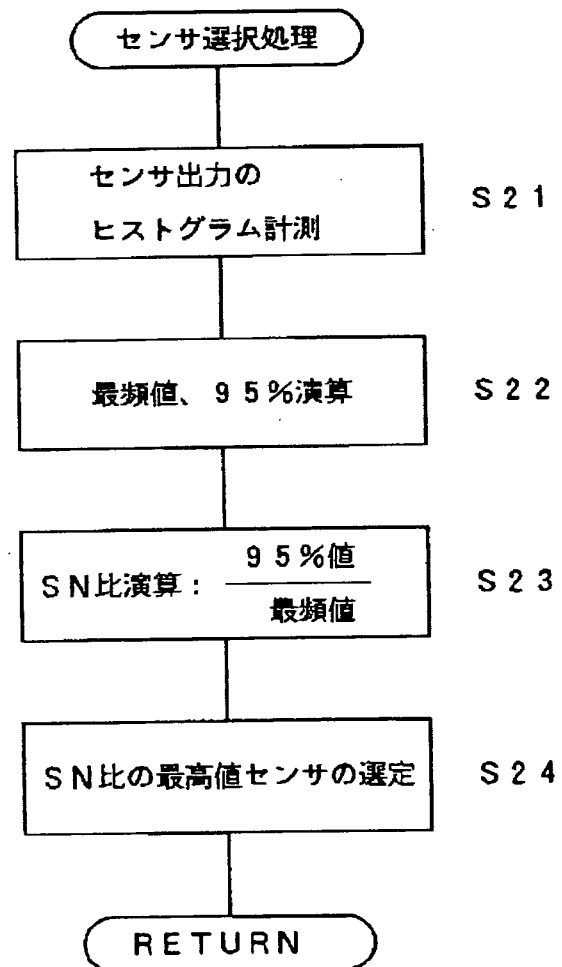 センサ選択処理
センサ出力の
ヒストグラム計測
S21
最頻値、95%演算
S22
SN比演算: 95%値
最頻値
S23
SN比の最高値センサの選定
S24
RETURN